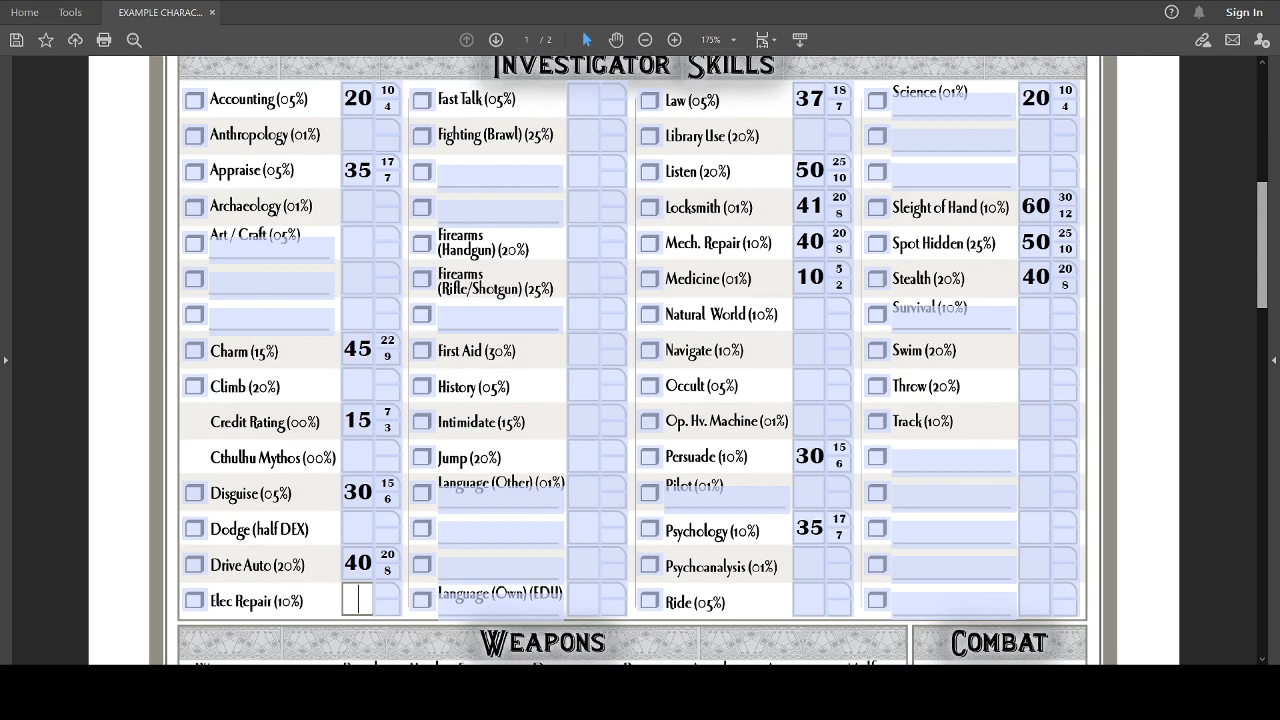 Home Tools EXAMPLE CHARAC... × Sign In
1 / 2 175%
INVESTIGATOR SKILLS
Accounting (05%) 20 10 4
Anthropology (01%)
Appraise (05%) 35 17 7
Archaeology (01%)
Art / Craft (05%)
Charm (15%) 45 22 9
Climb (20%)
Credit Rating (00%) 15 7 3
Cthulhu Mythos (00%)
Disguise (05%) 30 15 6
Dodge (half DEX)
Drive Auto (20%) 40 20 8
Elec Repair (10%)
Fast Talk (05%)
Fighting (Brawl) (25%)
Firearms
(Handgun) (20%)
Firearms
(Rifle/Shotgun) (25%)
First Aid (30%)
History (05%)
Intimidate (15%)
Jump (20%)
Language (Other) (01%)
Language (Own) (EDU)
Law (05%) 37 18 7
Library Use (20%)
Listen (20%) 50 25 10
Locksmith (01%) 41 20 8
Mech. Repair (10%) 40 20 8
Medicine (01%) 10 5 2
Natural World (10%)
Navigate (10%)
Occult (05%)
Op. Hv. Machine (01%)
Persuade (10%) 30 15 6
Pilot (01%)
Psychology (10%) 35 17 7
Psychoanalysis (01%)
Ride (05%)
Science (01%) 20 10 4
Sleight of Hand (10%) 60 30 12
Spot Hidden (25%) 50 25 10
Stealth (20%) 40 20 8
Survival (10%)
Swim (20%)
Throw (20%)
Track (10%)
WEAPONS
COMBAT